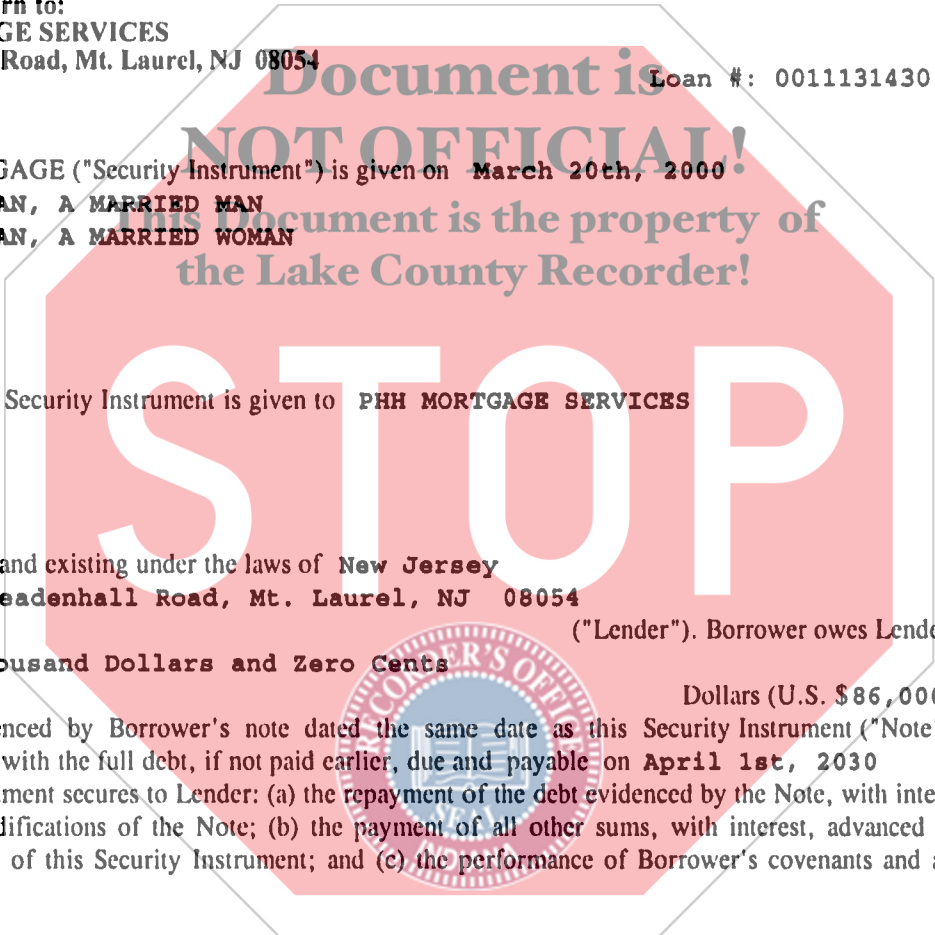 rn to:
GE SERVICES
Road, Mt. Laurel, NJ 08054
Document is
Loan #: 0011131430
NOT OFFICIAL!
GAGE ("Security Instrument") is given on March 20th, 2000
AN, A MARRIED MAN
This Document is the property of
AN, A MARRIED WOMAN
the Lake County Recorder!
STOP
Security Instrument is given to PHH MORTGAGE SERVICES
and existing under the laws of New Jersey
eadenhall Road, Mt. Laurel, NJ 08054
("Lender"). Borrower owes Lende
ousand Dollars and Zero Cents
RECORDER'S OFFICE
Dollars (U.S. $86,000
enced by Borrower's note dated the same date as this Security Instrument ("Note"
with the full debt, if not paid earlier, due and payable on April 1st, 2030
ment secures to Lender: (a) the repayment of the debt evidenced by the Note, with inte
difications of the Note; (b) the payment of all other sums, with interest, advanced
SEAL
of this Security Instrument; and (c) the performance of Borrower's covenants and a
INDIANA